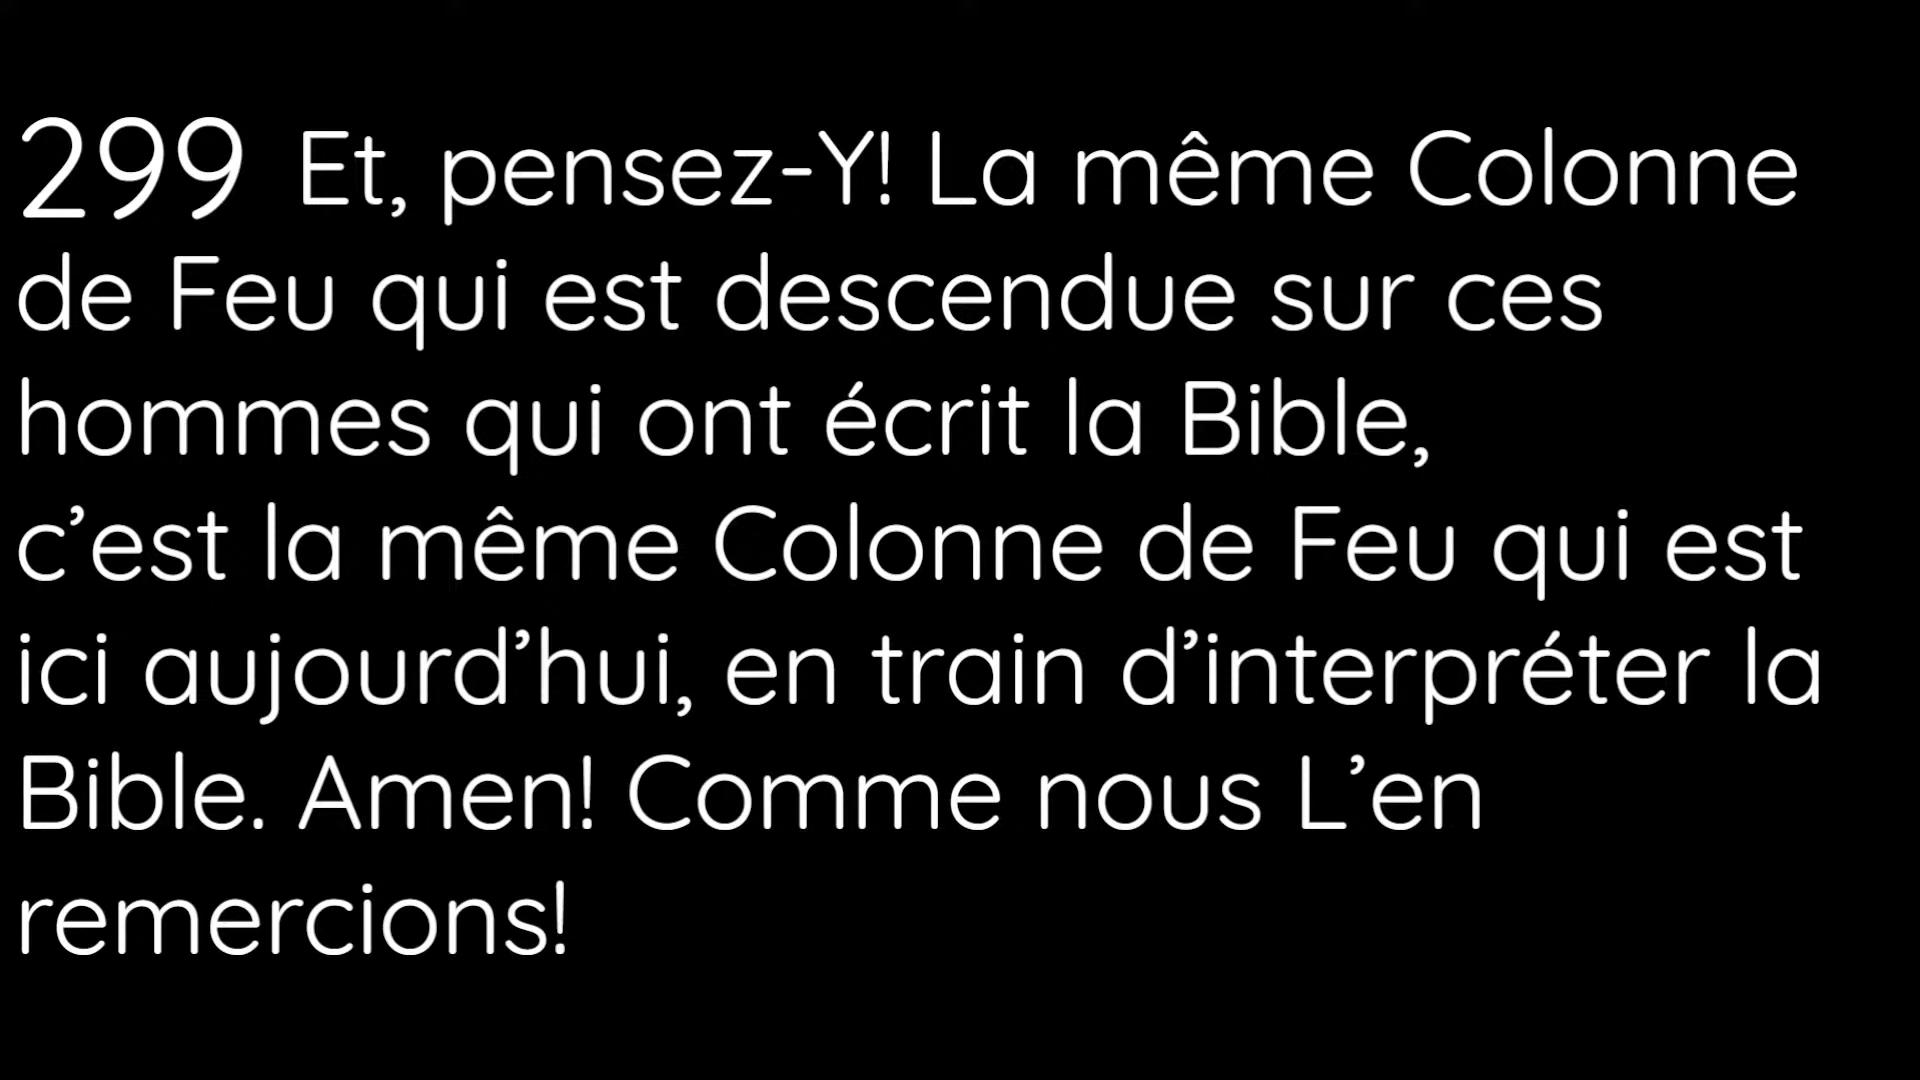 299 Et, pensez-Y! La même Colonne
de Feu qui est descendue sur ces
hommes qui ont écrit la Bible,
c’est la même Colonne de Feu qui est
ici aujourd’hui, en train d’interpréter la
Bible. Amen! Comme nous L’en
remercions!